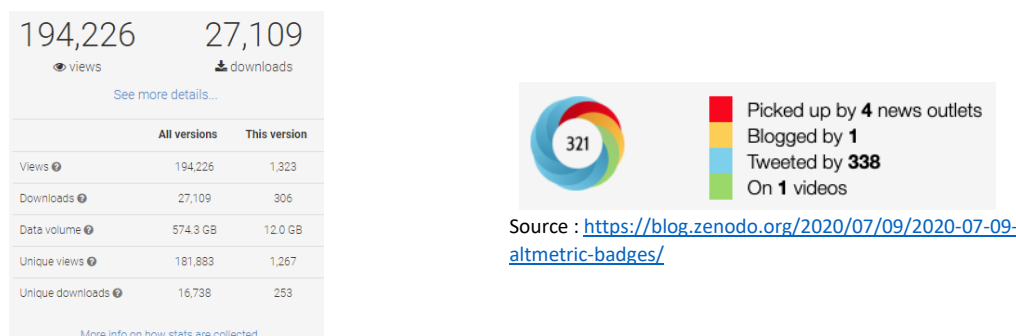 194,226 27,109
views downloads
See more details...
All versions This version
Views 194,226 1,323
Downloads 27,109 306
Data volume 574.3 GB 12.0 GB
Unique views 181,883 1,267
Unique downloads 16,738 253
More info on how stats are collected
321
Picked up by 4 news outlets
Blogged by 1
Tweeted by 338
On 1 videos
Source : https://blog.zenodo.org/2020/07/09/2020-07-09-
altmetric-badges/